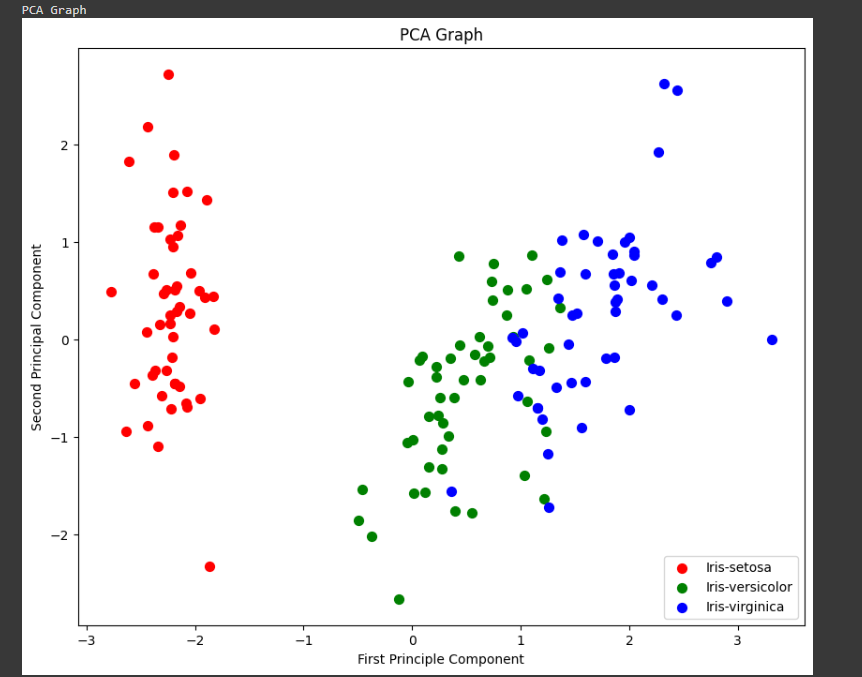 PCA Graph
PCA Graph
Second Principal Component
2
1
0
−1
−2
−3
−2
−1
0
1
2
3
First Principle Component
Iris-setosa
Iris-versicolor
Iris-virginica